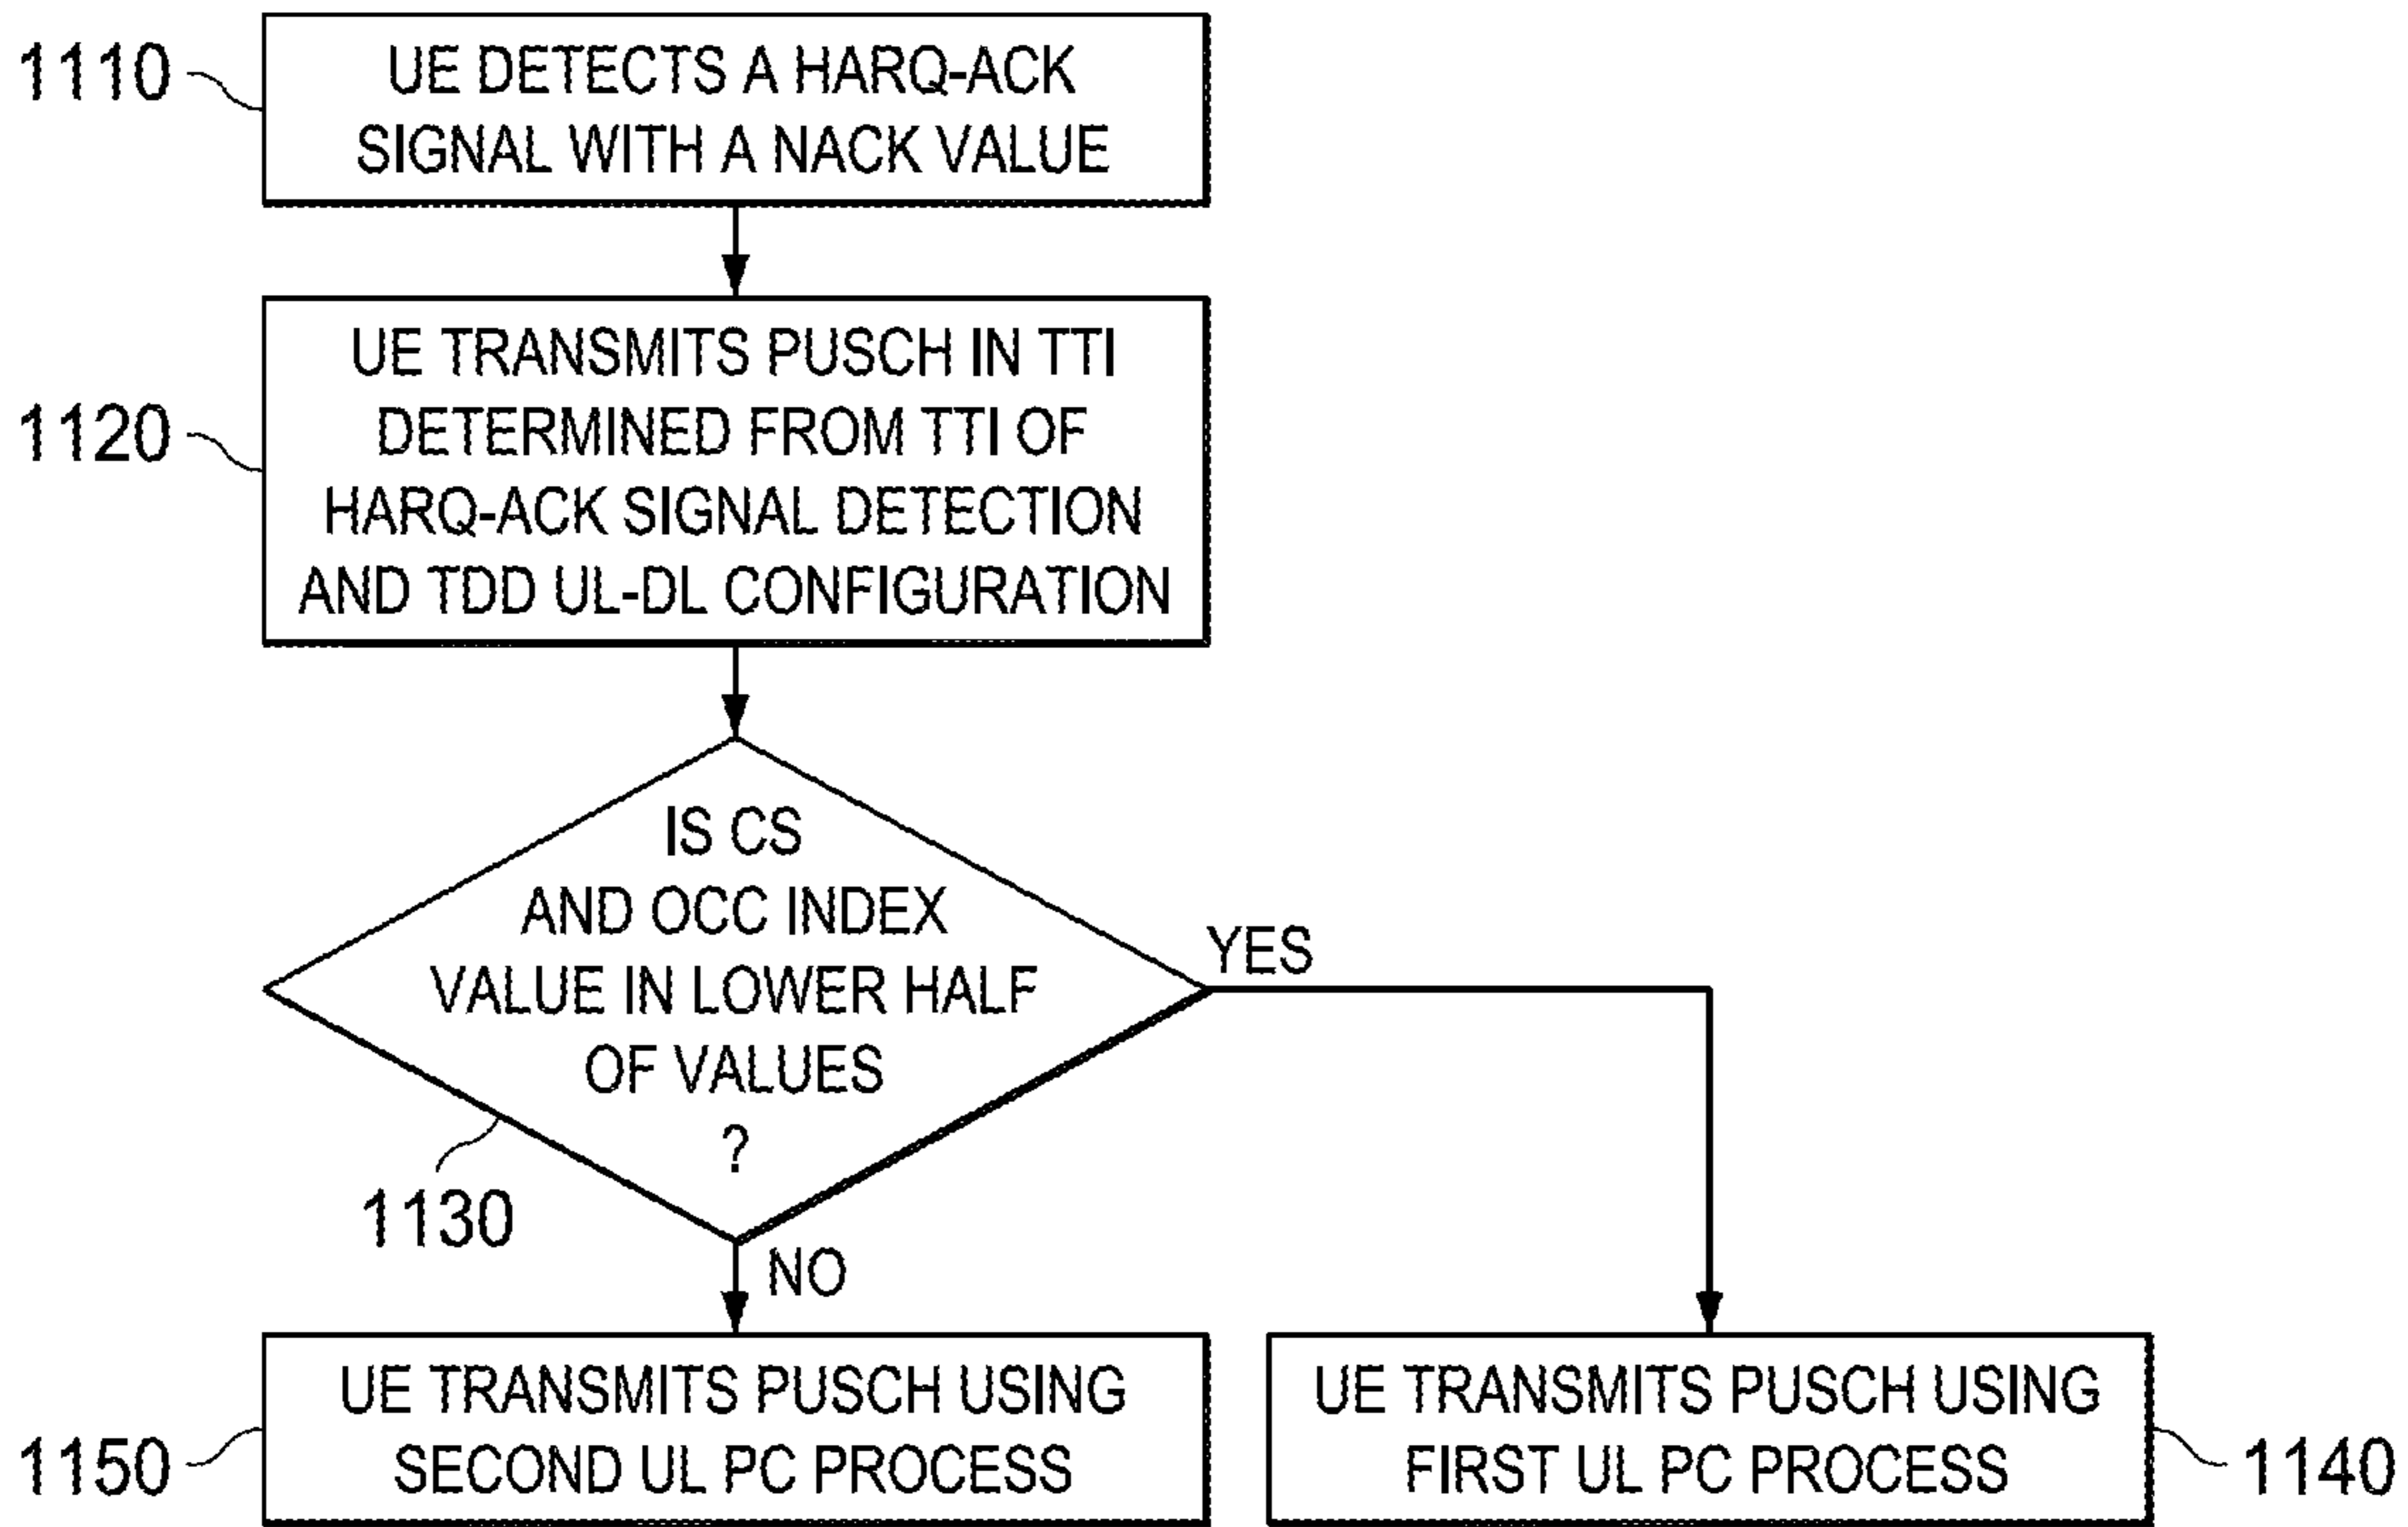 1110
UE DETECTS A HARQ-ACK
SIGNAL WITH A NACK VALUE
1120
UE TRANSMITS PUSCH IN TTI
DETERMINED FROM TTI OF
HARQ-ACK SIGNAL DETECTION
AND TDD UL-DL CONFIGURATION
IS CS
AND OCC INDEX
VALUE IN LOWER HALF
OF VALUES
?
YES
1130
NO
1150
UE TRANSMITS PUSCH USING
SECOND UL PC PROCESS
UE TRANSMITS PUSCH USING
FIRST UL PC PROCESS
1140